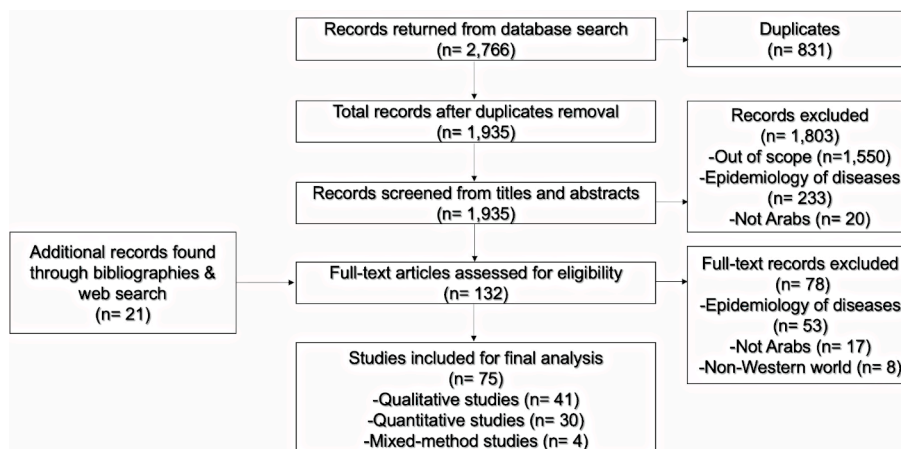 Records returned from database search
(n= 2,766)
Duplicates
(n= 831)
Total records after duplicates removal
(n= 1,935)
Records excluded
(n= 1,803)
-Out of scope (n=1,550)
-Epidemiology of diseases
(n= 233)
-Not Arabs (n= 20)
Records screened from titles and abstracts
(n= 1,935)
Additional records found
through bibliographies &
web search
(n= 21)
Full-text articles assessed for eligibility
(n= 132)
Full-text records excluded
(n= 78)
-Epidemiology of diseases
(n= 53)
-Not Arabs (n= 17)
-Non-Western world (n= 8)
Studies included for final analysis
(n= 75)
-Qualitative studies (n= 41)
-Quantitative studies (n= 30)
-Mixed-method studies (n= 4)